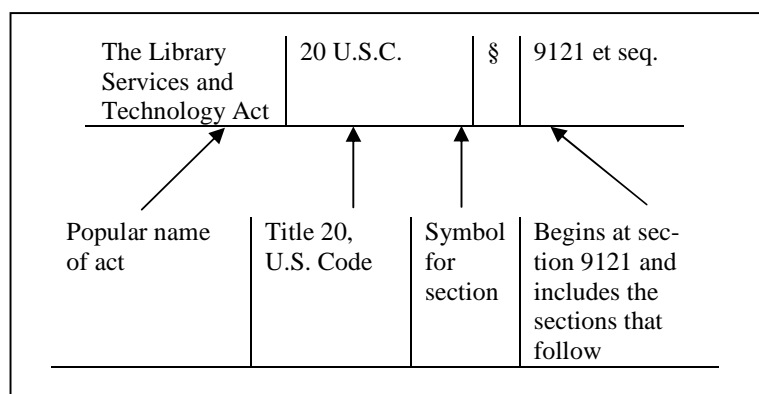 The Library
Services and
Technology Act
20 U.S.C.
§
9121 et seq.
Popular name
of act
Title 20,
U.S. Code
Symbol
for
section
Begins at sec-
tion 9121 and
includes the
sections that
follow